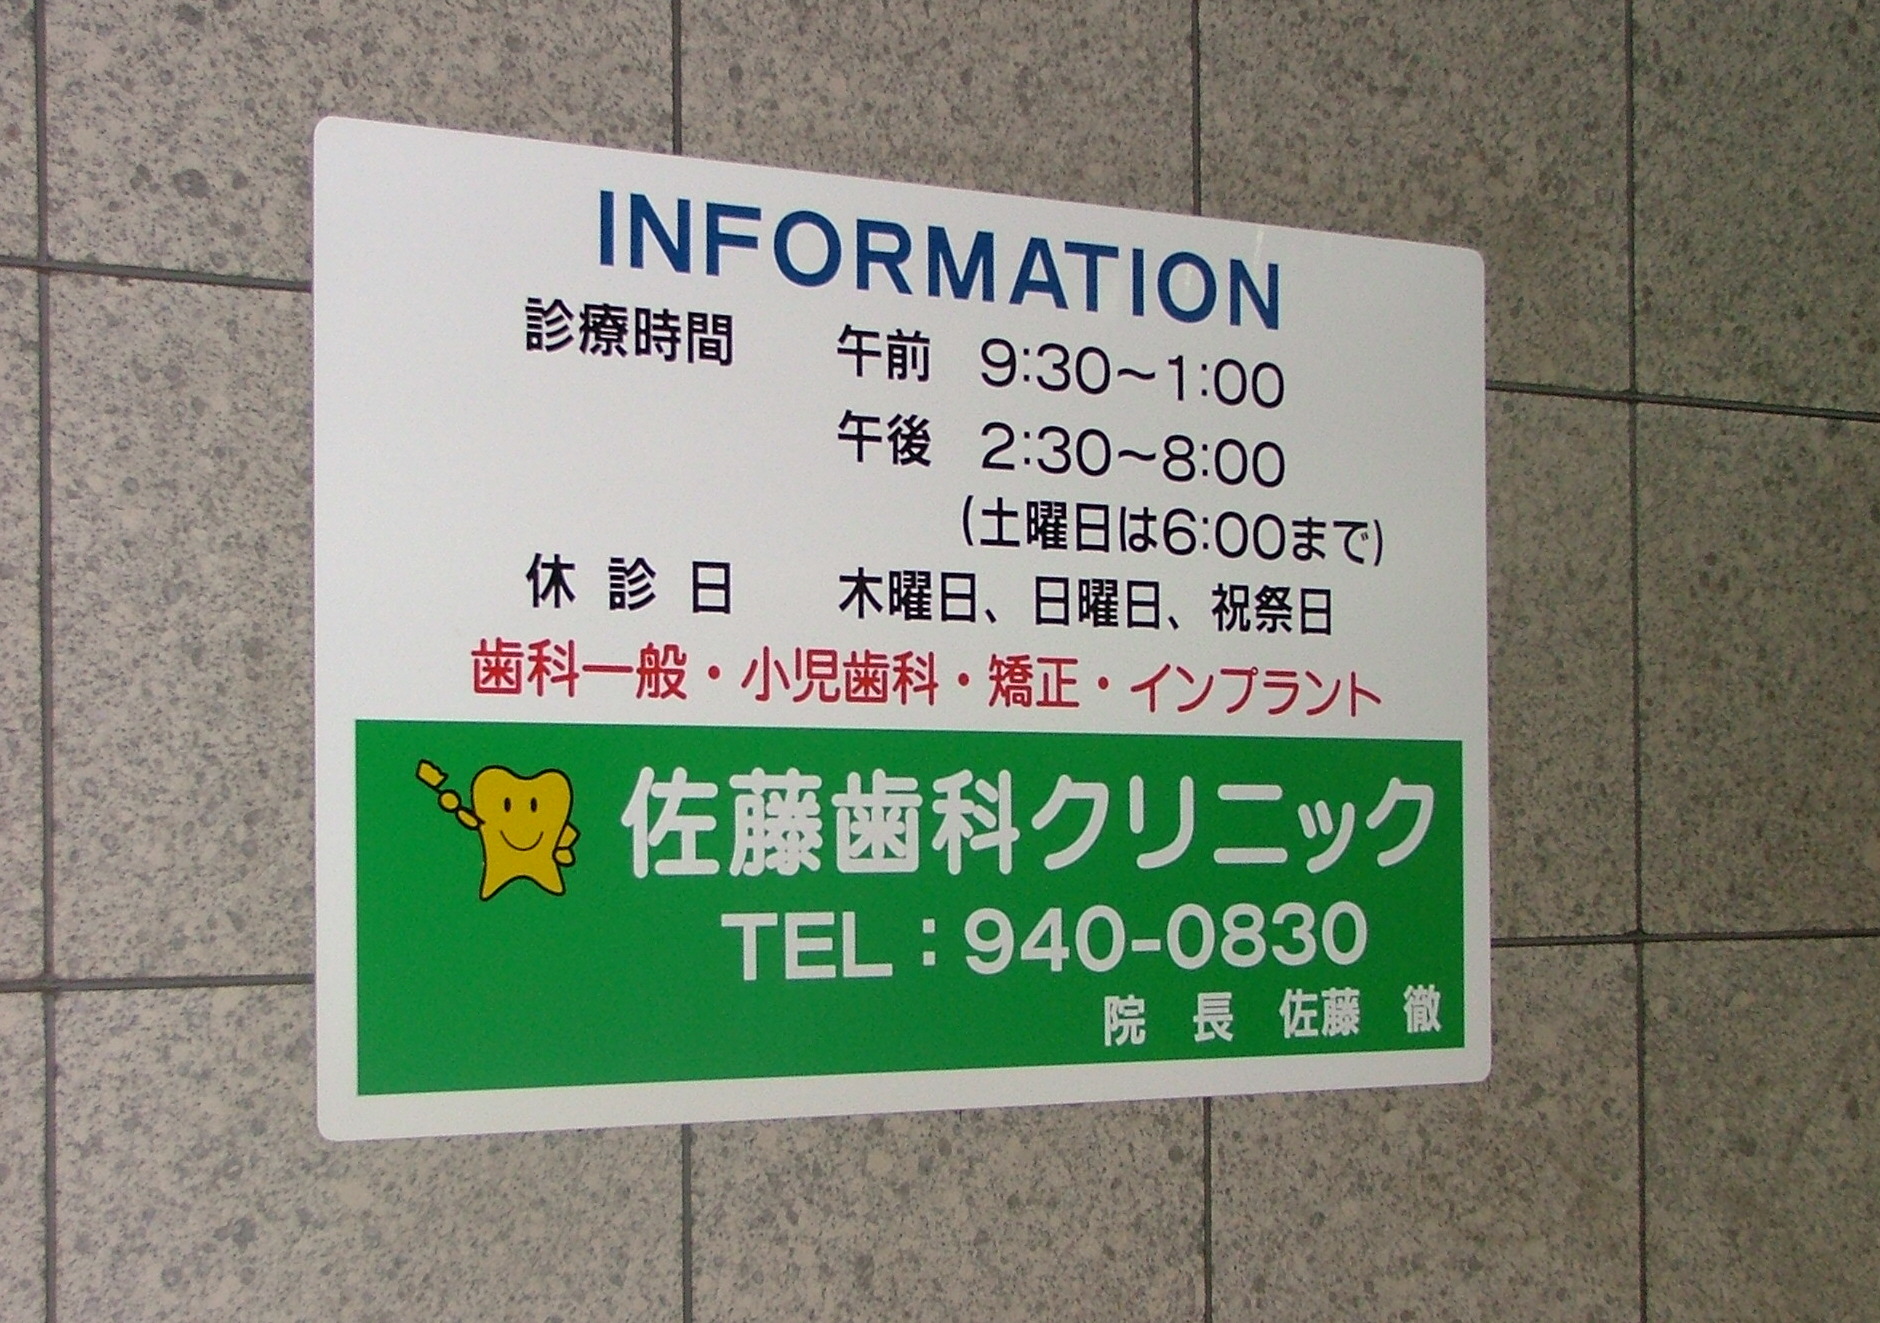 INFORMATION
診療時間 午前 9:30~1:00
午後 2:30~8:00
(土曜日は6:00まで)
休診日 木曜日、日曜日、祝祭日
歯科一般・小児歯科・矯正・インプラント
佐藤歯科クリニック
TEL:940-0830
院長 佐藤 徹